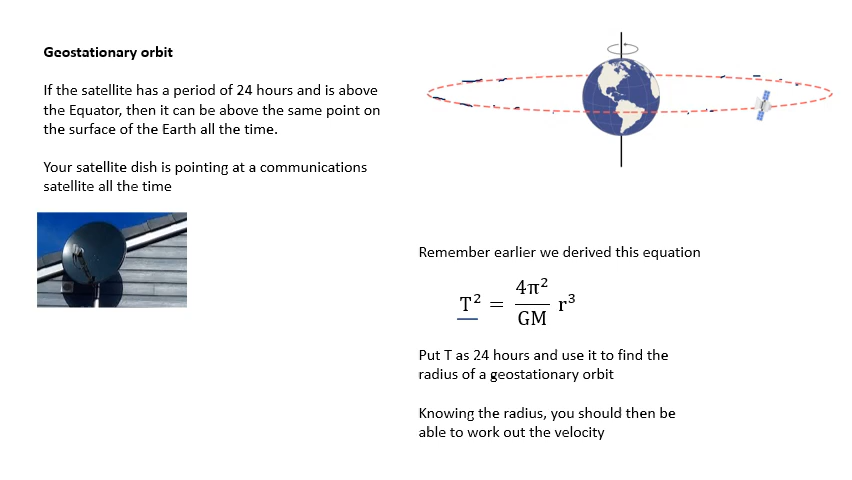 Geostationary orbit
If the satellite has a period of 24 hours and is above
the Equator, then it can be above the same point on
the surface of the Earth all the time.
Your satellite dish is pointing at a communications
satellite all the time
Remember earlier we derived this equation
T² = 4π²/GM r³
Put T as 24 hours and use it to find the
radius of a geostationary orbit
Knowing the radius, you should then be
able to work out the velocity